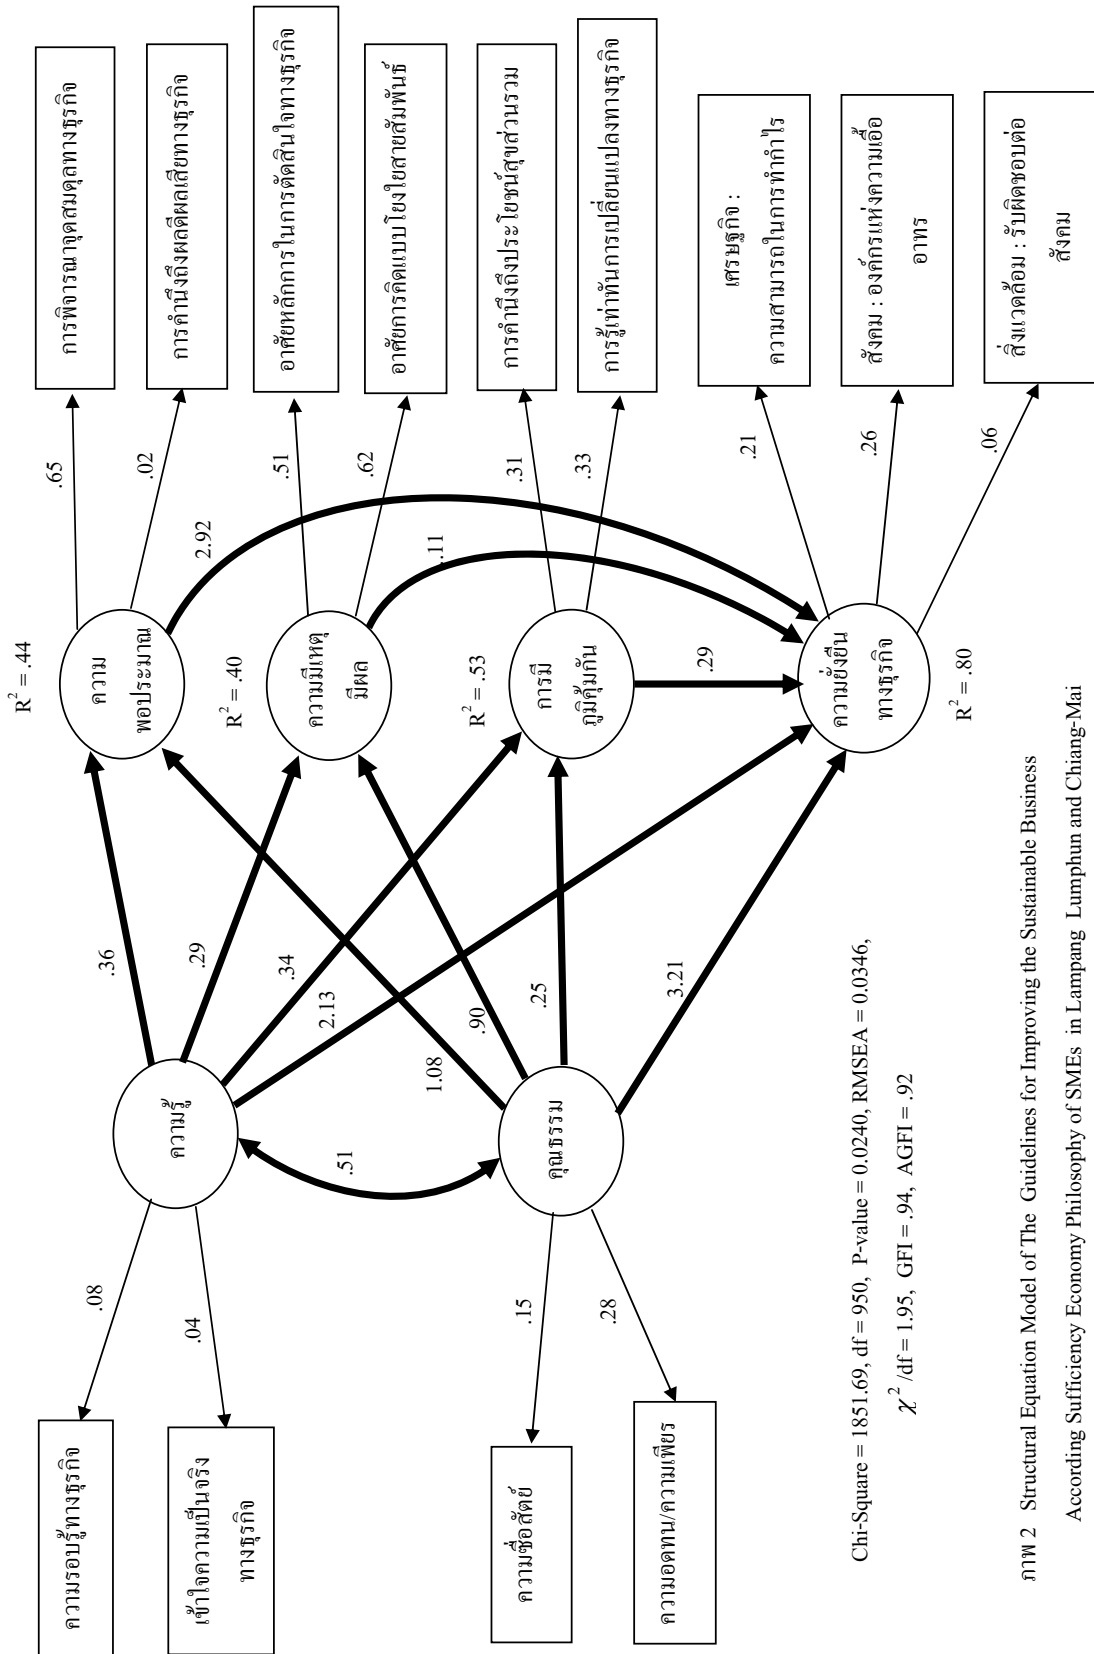 ความรอบรู้ทางธุรกิจ
เข้าใจความเป็นจริง
ทางธุรกิจ
ความซื่อสัตย์
ความอดทน/ความเพียร
.08
.04
.15
.28
ความรู้
คุณธรรม
.51
.36
.29
.34
2.13
1.08
.90
.25
3.21
R² = .44
ความ
พอประมาณ
R² = .40
ความมีเหตุ
มีผล
R² = .53
การมี
ภูมิคุ้มกัน
ความยั่งยืน
ทางธุรกิจ
R² = .80
2.92
.11
.29
.65
.02
.51
.62
.31
.33
.21
.26
.06
การพิจารณาจุดสมดุลทางธุรกิจ
การคำนึงถึงผลดีผลเสียทางธุรกิจ
อาศัยหลักการในการตัดสินใจทางธุรกิจ
อาศัยการคิดแบบโยงใยสายสัมพันธ์
การคำนึงถึงประโยชน์สุขส่วนรวม
การรู้เท่าทันการเปลี่ยนแปลงทางธุรกิจ
เศรษฐกิจ :
ความสามารถในการทำกำไร
สังคม : องค์กรแห่งความเอื้อ
อาทร
สิ่งแวดล้อม : รับผิดชอบต่อ
สังคม
Chi-Square = 1851.69, df = 950, P-value = 0.0240, RMSEA = 0.0346,
χ² /df = 1.95, GFI = .94, AGFI = .92
ภาพ 2 Structural Equation Model of The Guidelines for Improving the Sustainable Business
According Sufficiency Economy Philosophy of SMEs in Lampang Lumphun and Chiang-Mai